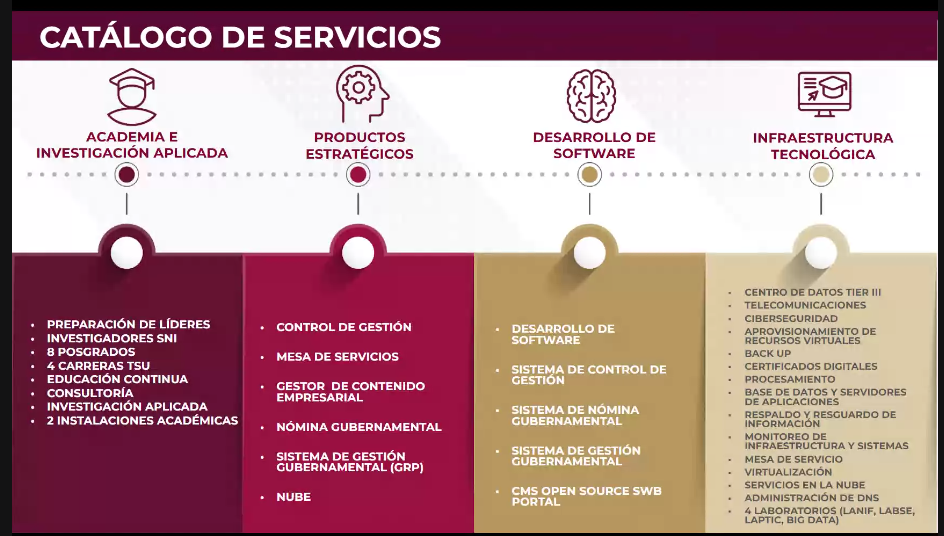 CATÁLOGO DE SERVICIOS
ACADEMIA E
INVESTIGACIÓN APLICADA
PRODUCTOS
ESTRATÉGICOS
DESARROLLO DE
SOFTWARE
INFRAESTRUCTURA
TECNOLÓGICA
• PREPARACIÓN DE LÍDERES
• INVESTIGADORES SNI
• 8 POSGRADOS
• 4 CARRERAS TSU
• EDUCACIÓN CONTINUA
• CONSULTORÍA
• INVESTIGACIÓN APLICADA
• 2 INSTALACIONES ACADÉMICAS
• CONTROL DE GESTIÓN
• MESA DE SERVICIOS
• GESTOR DE CONTENIDO
EMPRESARIAL
• NÓMINA GUBERNAMENTAL
• SISTEMA DE GESTIÓN
GUBERNAMENTAL (GRP)
• NUBE
• DESARROLLO DE
SOFTWARE
• SISTEMA DE CONTROL DE
GESTIÓN
• SISTEMA DE NÓMINA
GUBERNAMENTAL
• SISTEMA DE GESTIÓN
GUBERNAMENTAL
• CMS OPEN SOURCE SWB
PORTAL
• CENTRO DE DATOS TIER III
• TELECOMUNICACIONES
• CIBERSEGURIDAD
• APROVISIONAMIENTO DE
RECURSOS VIRTUALES
• BACK UP
• CERTIFICADOS DIGITALES
• PROCESAMIENTO
• BASE DE DATOS Y SERVIDORES
DE APLICACIONES
• RESPALDO Y RESGUARDO DE
INFORMACIÓN
• MONITOREO DE
INFRAESTRUCTURA Y SISTEMAS
• MESA DE SERVICIO
• VIRTUALIZACIÓN
• SERVICIOS EN LA NUBE
• ADMINISTRACIÓN DE DNS
• 4 LABORATORIOS (LANIF, LABSE,
LAPTIC, BIG DATA)